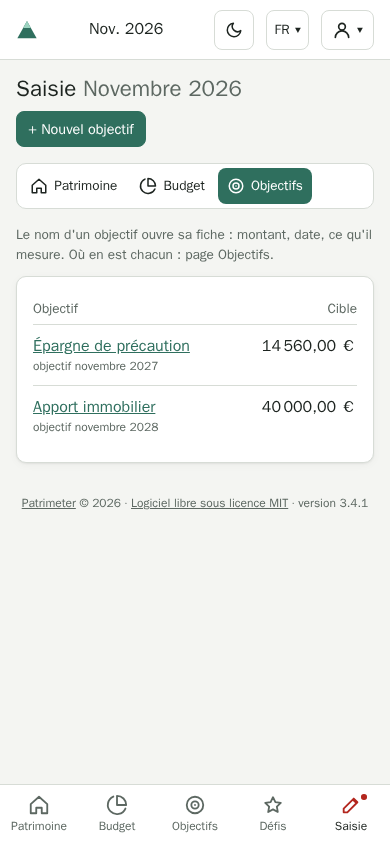 Nov. 2026
FR ▾
▾
Saisie Novembre 2026
+ Nouvel objectif
Patrimoine Budget Objectifs
Le nom d'un objectif ouvre sa fiche : montant, date, ce qu'il
mesure. Où en est chacun : page Objectifs.
Objectif Cible
Épargne de précaution 14 560,00 €
objectif novembre 2027
Apport immobilier 40 000,00 €
objectif novembre 2028
Patrimeter © 2026 · Logiciel libre sous licence MIT · version 3.4.1
Patrimoine Budget Objectifs Défis Saisie